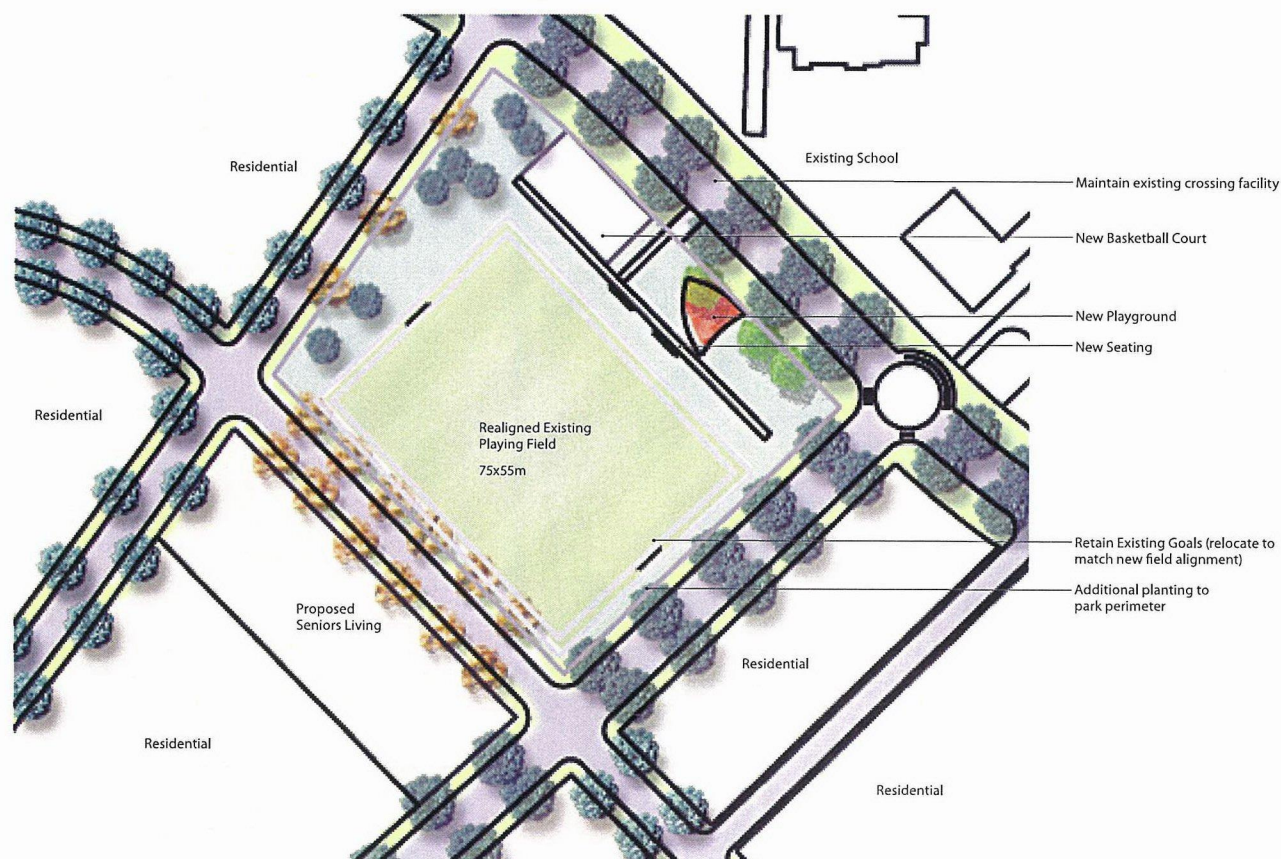 Residential
Existing School
Maintain existing crossing facility
New Basketball Court
New Playground
New Seating
Residential
Realigned Existing
Playing Field
75x55m
Retain Existing Goals (relocate to
match new field alignment)
Additional planting to
park perimeter
Proposed
Seniors Living
Residential
Residential
Residential